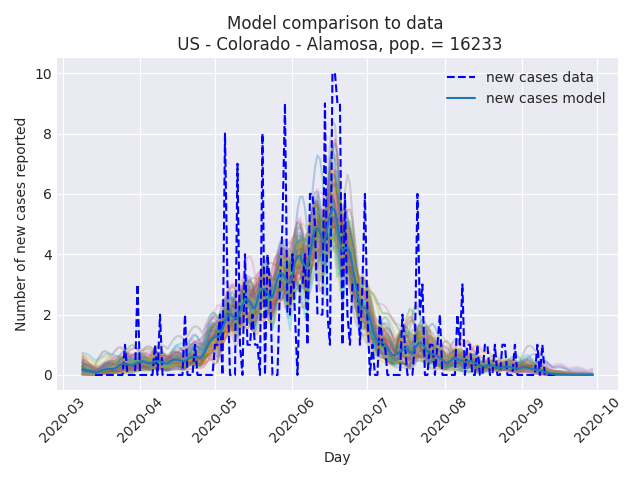 Model comparison to data
US - Colorado - Alamosa, pop. = 16233
new cases data
new cases model
Number of new cases reported
10
8
6
4
2
0
2020-03
2020-04
2020-05
2020-06
2020-07
2020-08
2020-09
2020-10
Day